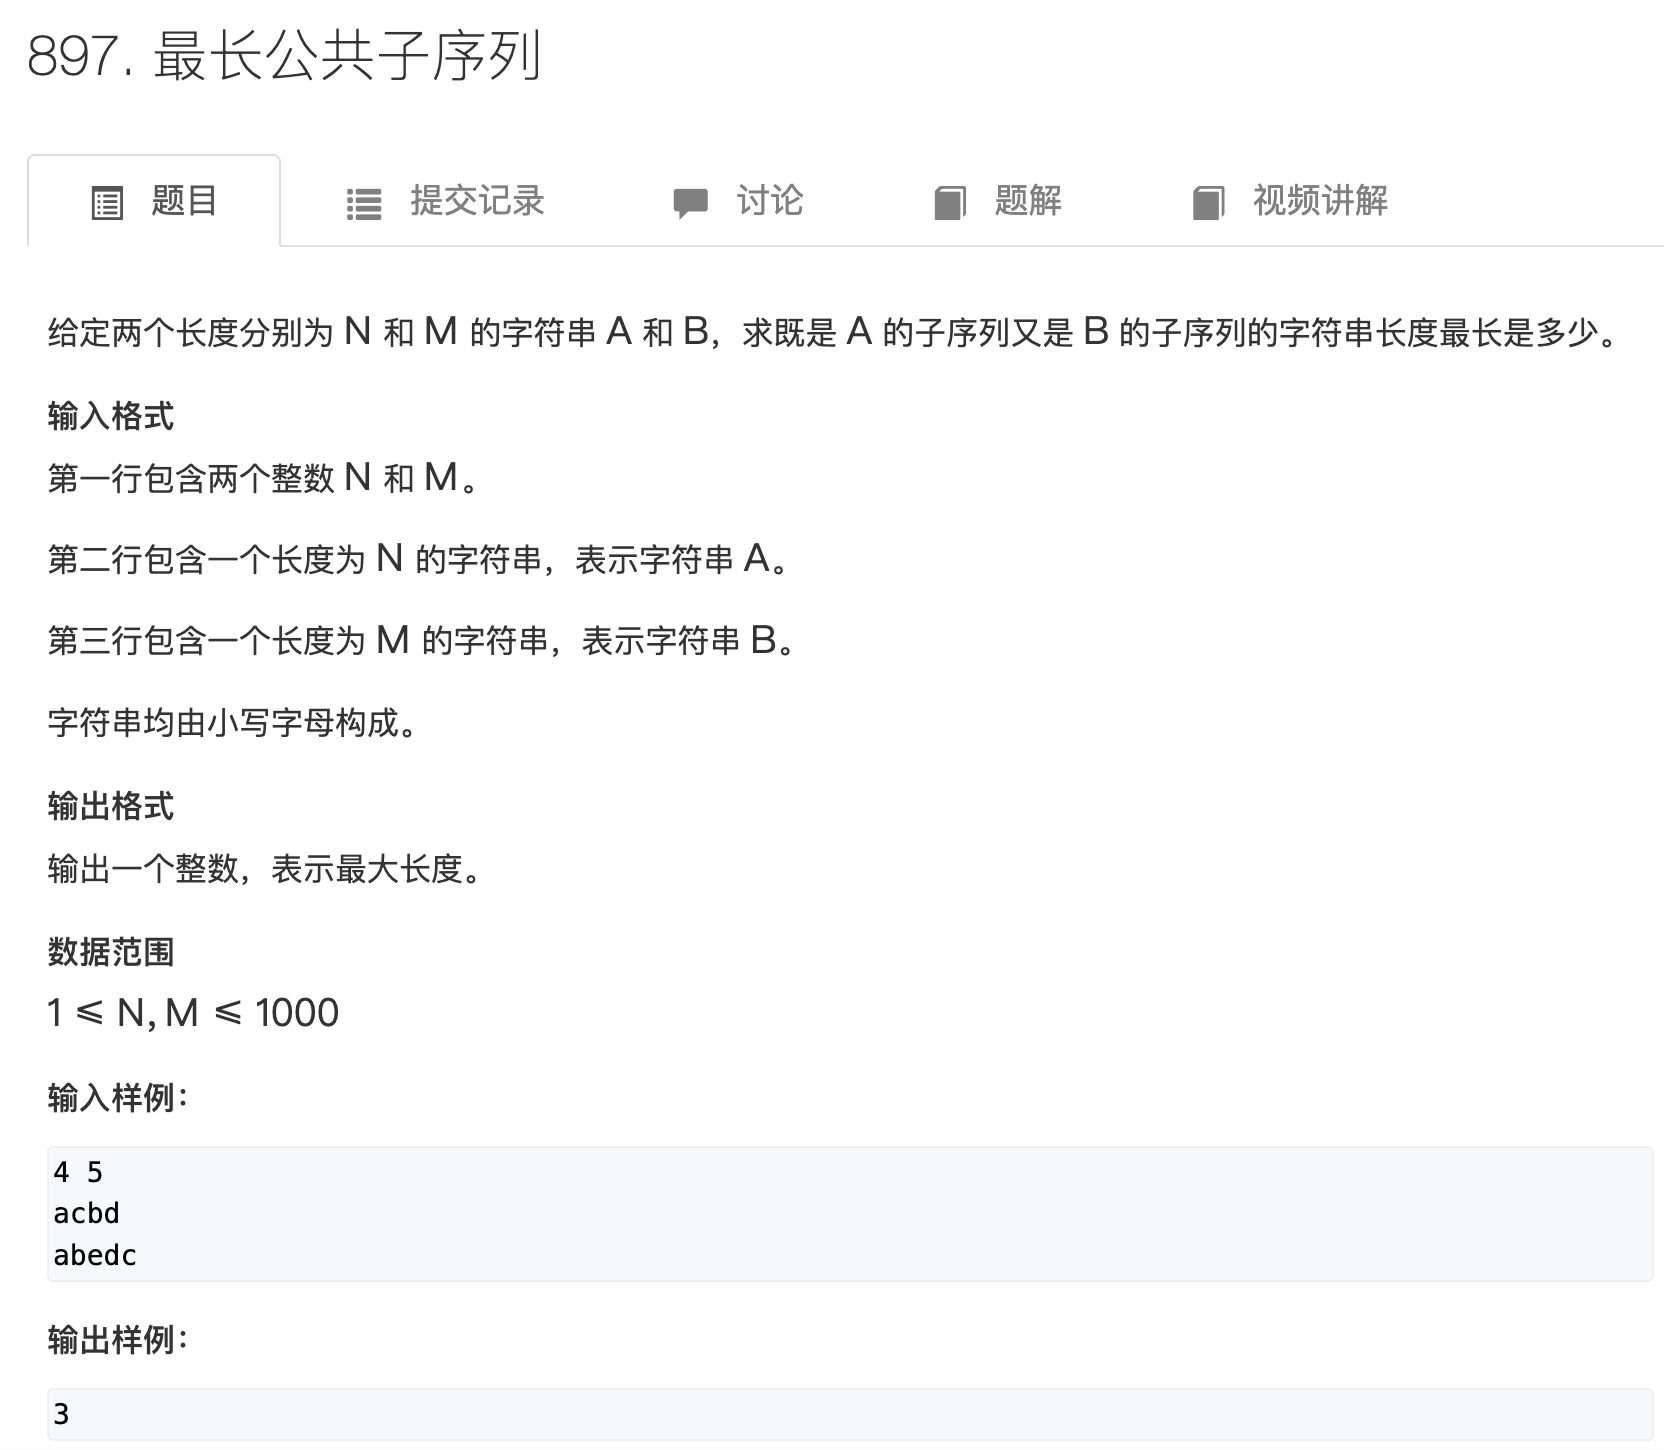 897. 最长公共子序列
题目 提交记录 讨论 题解 视频讲解
给定两个长度分别为 N 和 M 的字符串 A 和 B，求既是 A 的子序列又是 B 的子序列的字符串长度最长是多少。
输入格式
第一行包含两个整数 N 和 M。
第二行包含一个长度为 N 的字符串，表示字符串 A。
第三行包含一个长度为 M 的字符串，表示字符串 B。
字符串均由小写字母构成。
输出格式
输出一个整数，表示最大长度。
数据范围
1 ⩽ N, M ⩽ 1000
输入样例：
4 5
acbd
abedc
输出样例：
3